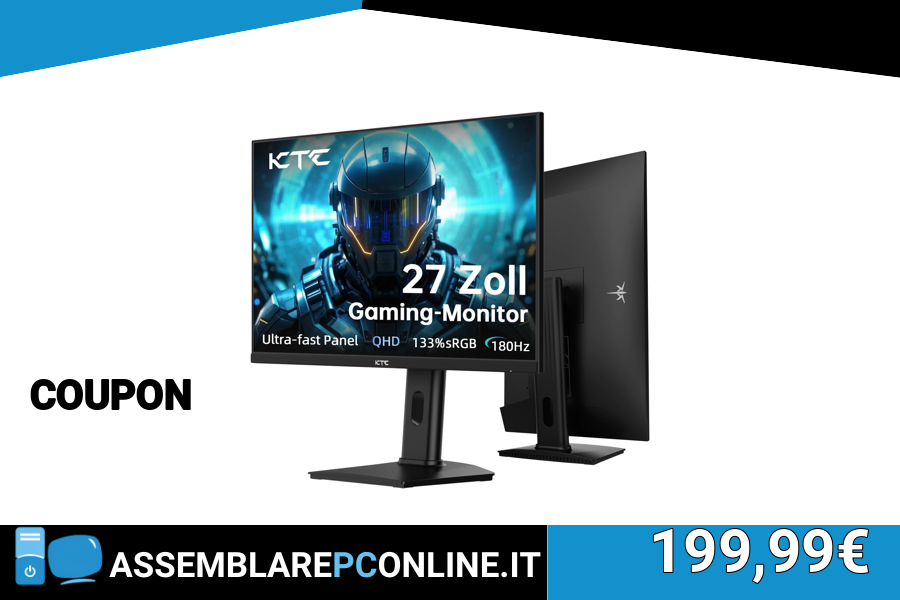 KTC
27 Zoll
Gaming-Monitor
Ultra-fast Panel QHD 133%sRGB 180Hz
KTC
COUPON
ASSEMBLAREPCONLINE.IT
199,99€